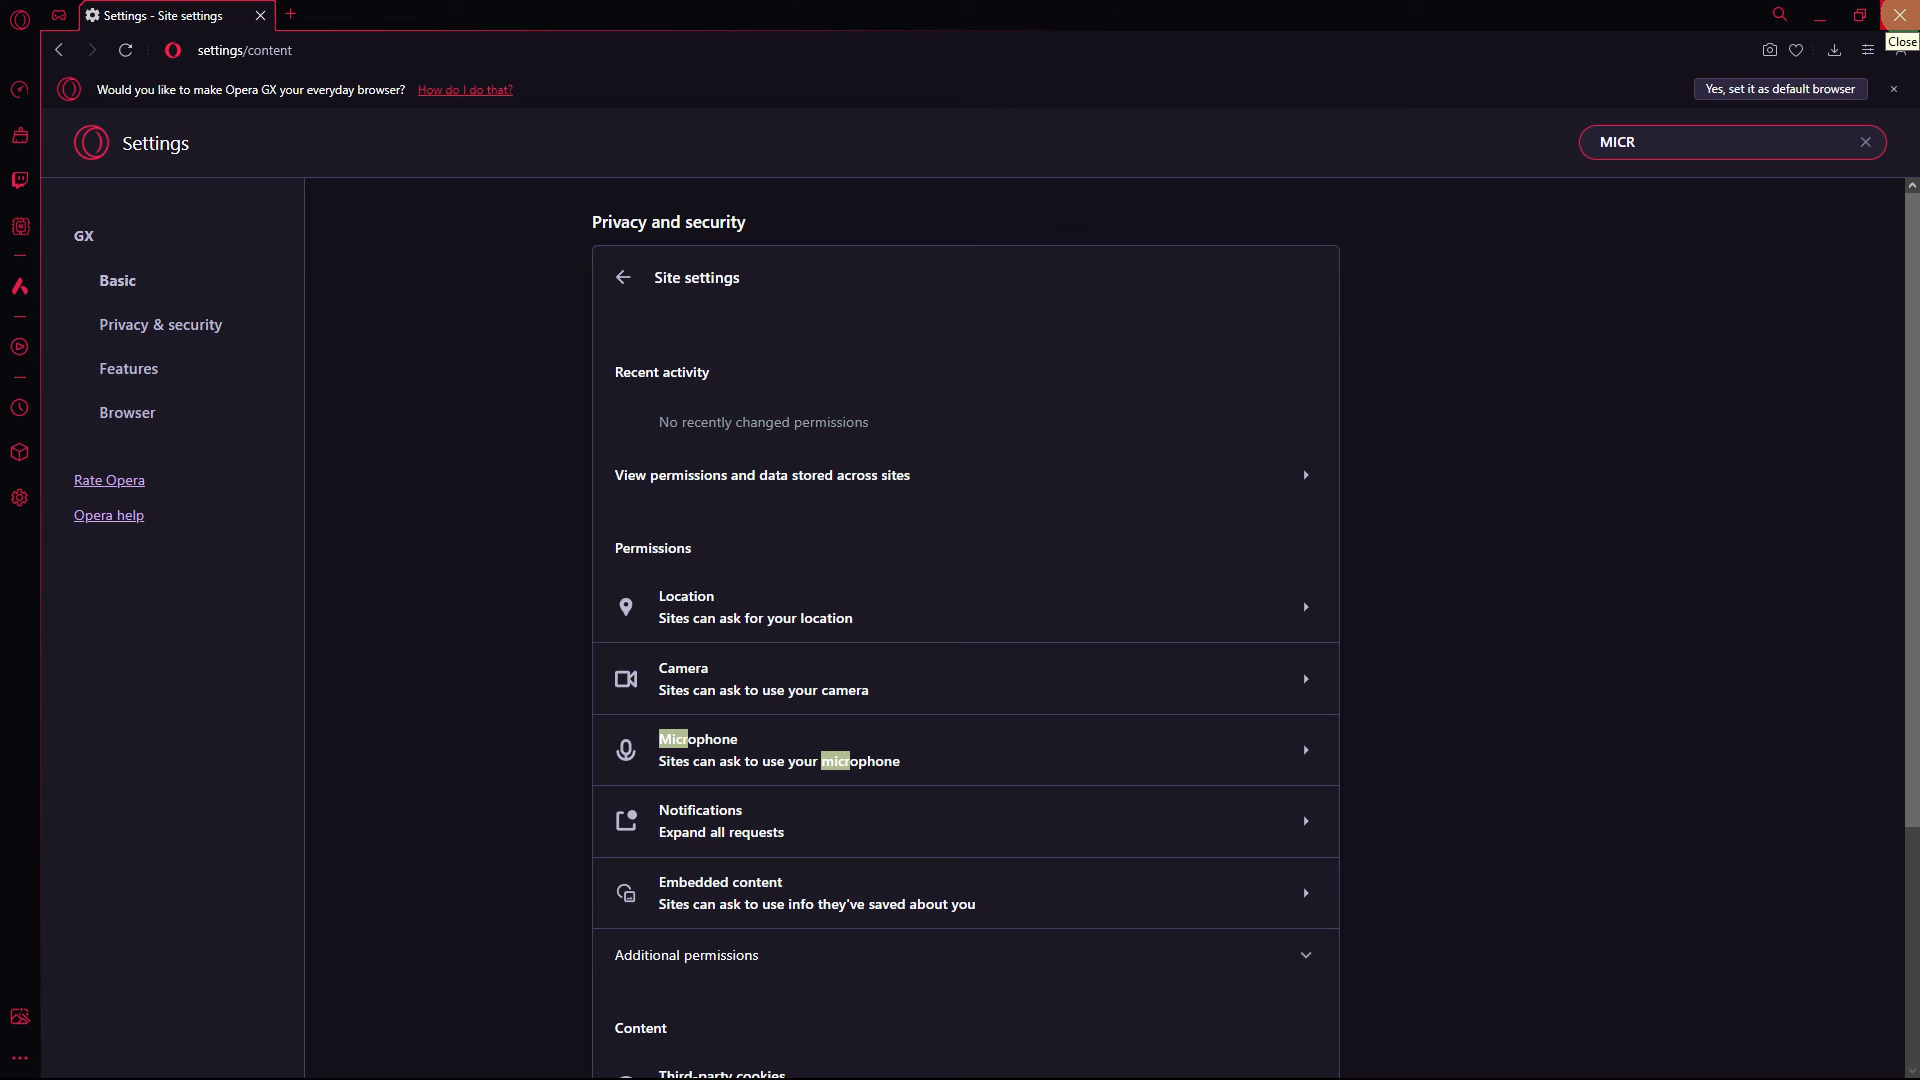 Settings - Site settings
Close
settings/content
Would you like to make Opera GX your everyday browser? How do I do that?
Yes, set it as default browser
Settings
MICR
GX
Basic
Privacy & security
Features
Browser
Rate Opera
Opera help
Privacy and security
Site settings
Recent activity
No recently changed permissions
View permissions and data stored across sites
Permissions
Location
Sites can ask for your location
Camera
Sites can ask to use your camera
Microphone
Sites can ask to use your microphone
Notifications
Expand all requests
Embedded content
Sites can ask to use info they've saved about you
Additional permissions
Content
Third-party cookies